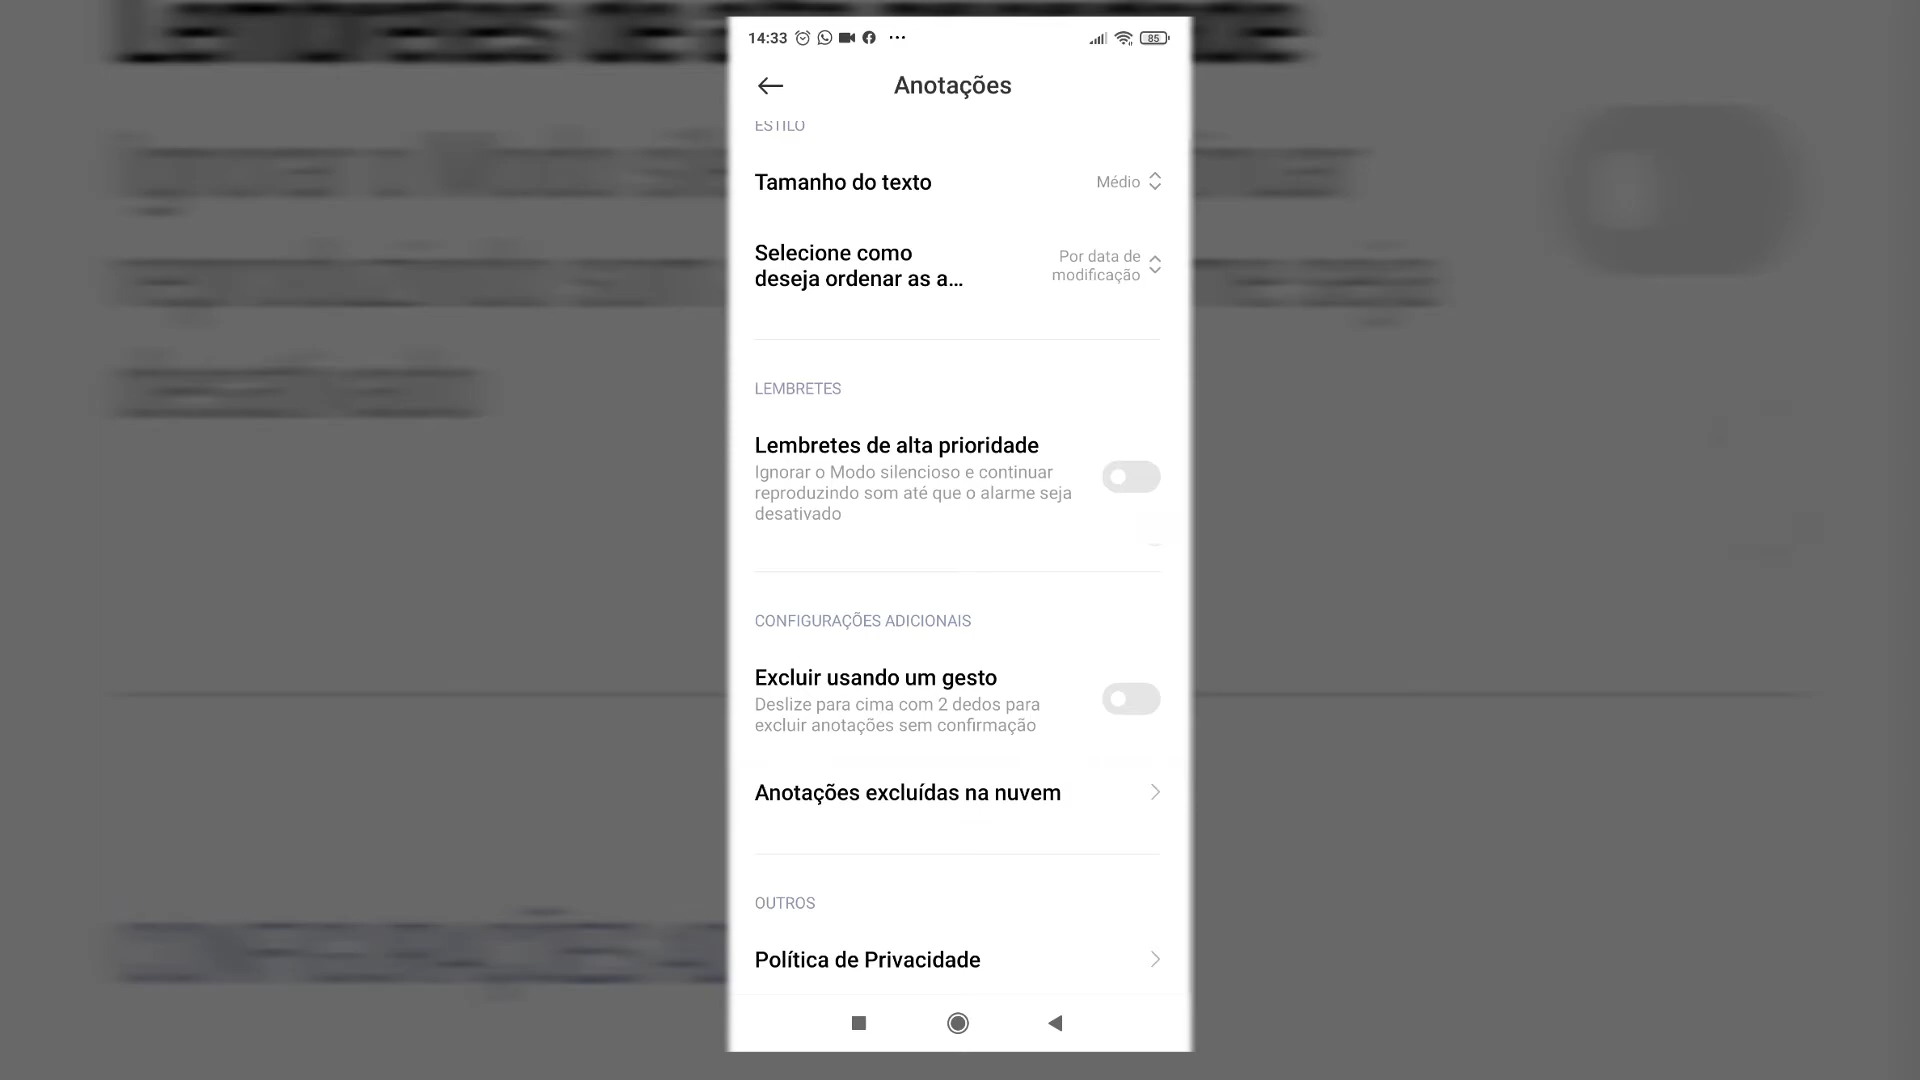 14:33
85
Anotações
ESTILO
Tamanho do texto
Médio
Selecione como
deseja ordenar as a...
Por data de
modificação
LEMBRETES
Lembretes de alta prioridade
Ignorar o Modo silencioso e continuar
reproduzindo som até que o alarme seja
desativado
CONFIGURAÇÕES ADICIONAIS
Excluir usando um gesto
Deslize para cima com 2 dedos para
excluir anotações sem confirmação
Anotações excluídas na nuvem
OUTROS
Política de Privacidade